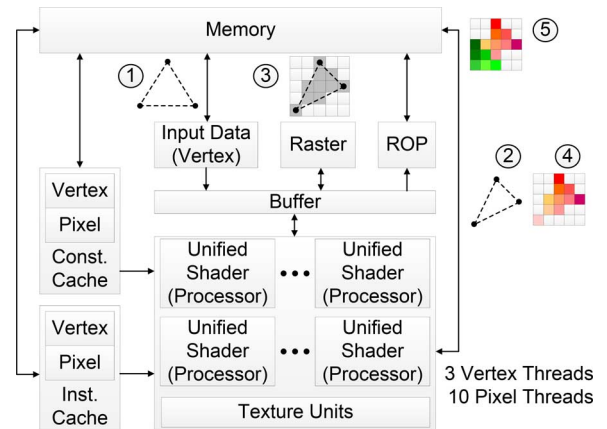 Memory
1
3
5
Input Data
(Vertex)
Raster
ROP
2
4
Buffer
Vertex
Pixel
Const.
Cache
Unified
Shader
(Processor)
Unified
Shader
(Processor)
Vertex
Pixel
Inst.
Cache
Unified
Shader
(Processor)
Unified
Shader
(Processor)
Texture Units
3 Vertex Threads
10 Pixel Threads